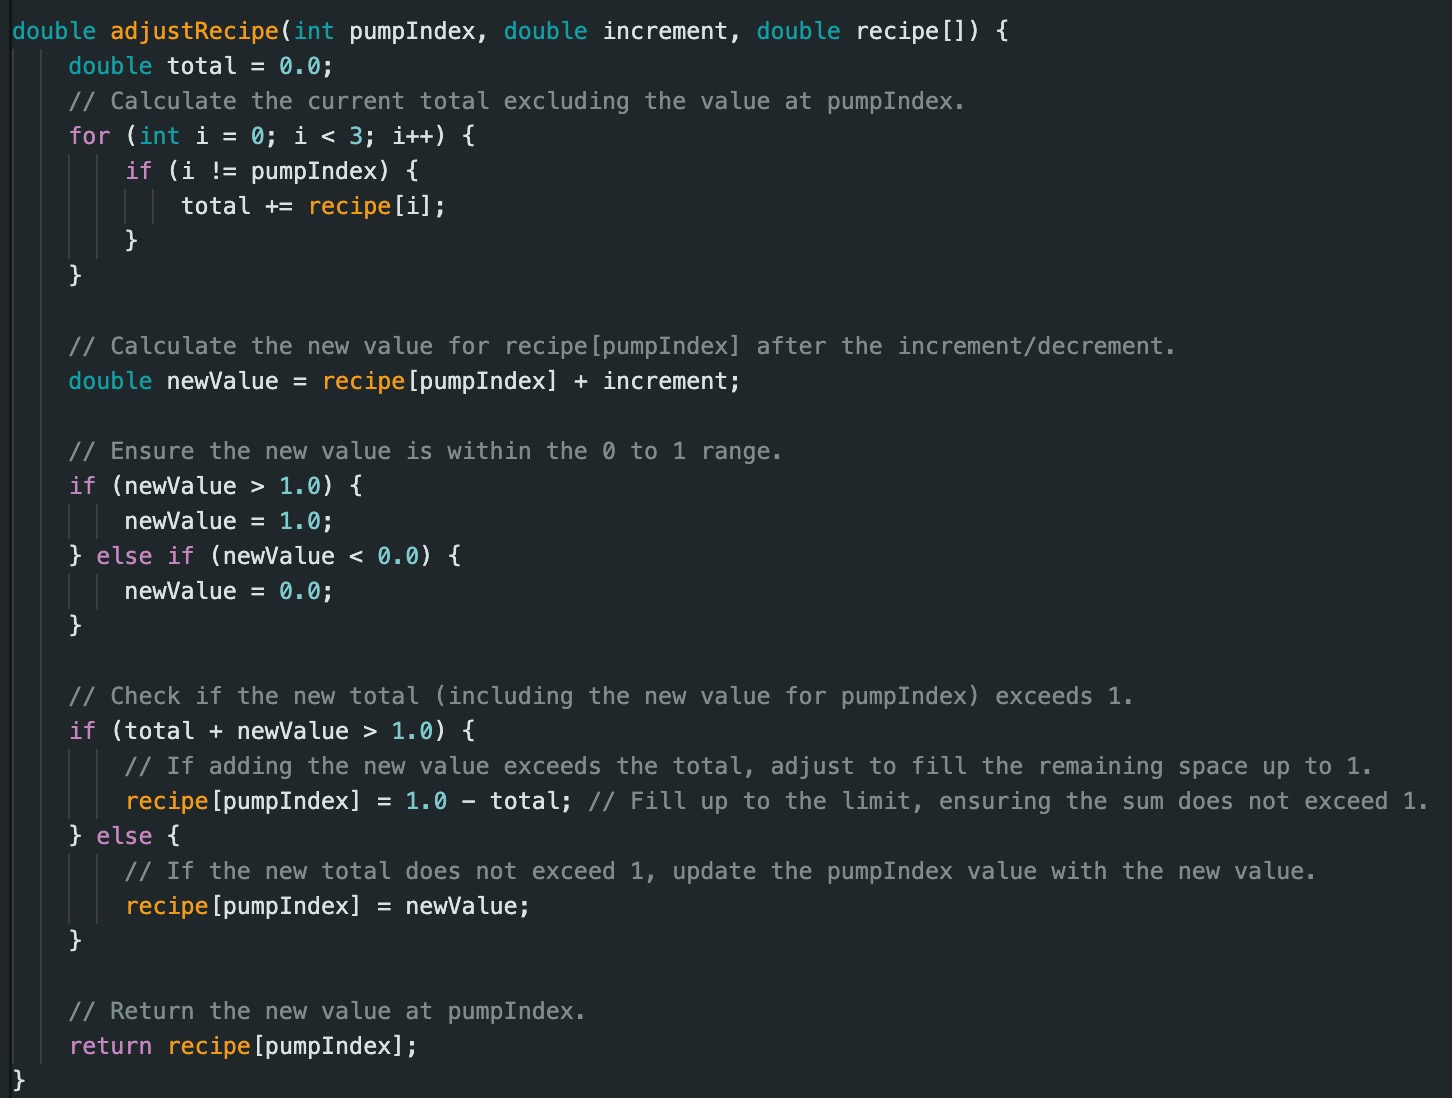 double adjustRecipe(int pumpIndex, double increment, double recipe[]) {
    double total = 0.0;
    // Calculate the current total excluding the value at pumpIndex.
    for (int i = 0; i < 3; i++) {
        if (i != pumpIndex) {
            total += recipe[i];
        }
    }

    // Calculate the new value for recipe[pumpIndex] after the increment/decrement.
    double newValue = recipe[pumpIndex] + increment;

    // Ensure the new value is within the 0 to 1 range.
    if (newValue > 1.0) {
        newValue = 1.0;
    } else if (newValue < 0.0) {
        newValue = 0.0;
    }

    // Check if the new total (including the new value for pumpIndex) exceeds 1.
    if (total + newValue > 1.0) {
        // If adding the new value exceeds the total, adjust to fill the remaining space up to 1.
        recipe[pumpIndex] = 1.0 - total; // Fill up to the limit, ensuring the sum does not exceed 1.
    } else {
        // If the new total does not exceed 1, update the pumpIndex value with the new value.
        recipe[pumpIndex] = newValue;
    }

    // Return the new value at pumpIndex.
    return recipe[pumpIndex];
}